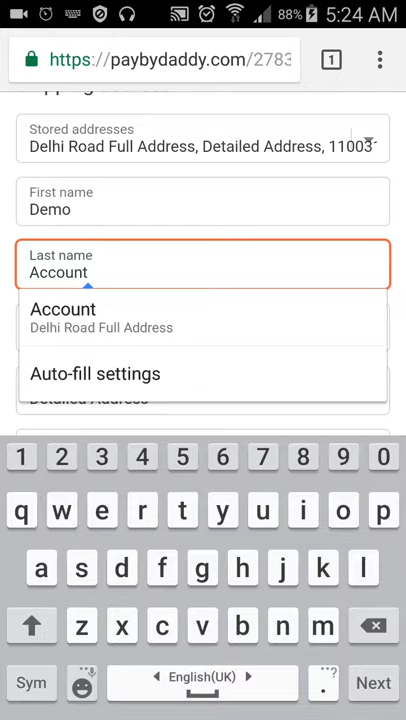 88% 5:24 AM
https://paybydaddy.com/2783
1
Stored addresses
Delhi Road Full Address, Detailed Address, 110031
First name
Demo
Last name
Account
Account
Delhi Road Full Address
Auto-fill settings
Detailed Address
1 2 3 4 5 6 7 8 9 0
q w e r t y u i o p
a s d f g h j k l
z x c v b n m
Sym English(UK) . ,,? Next